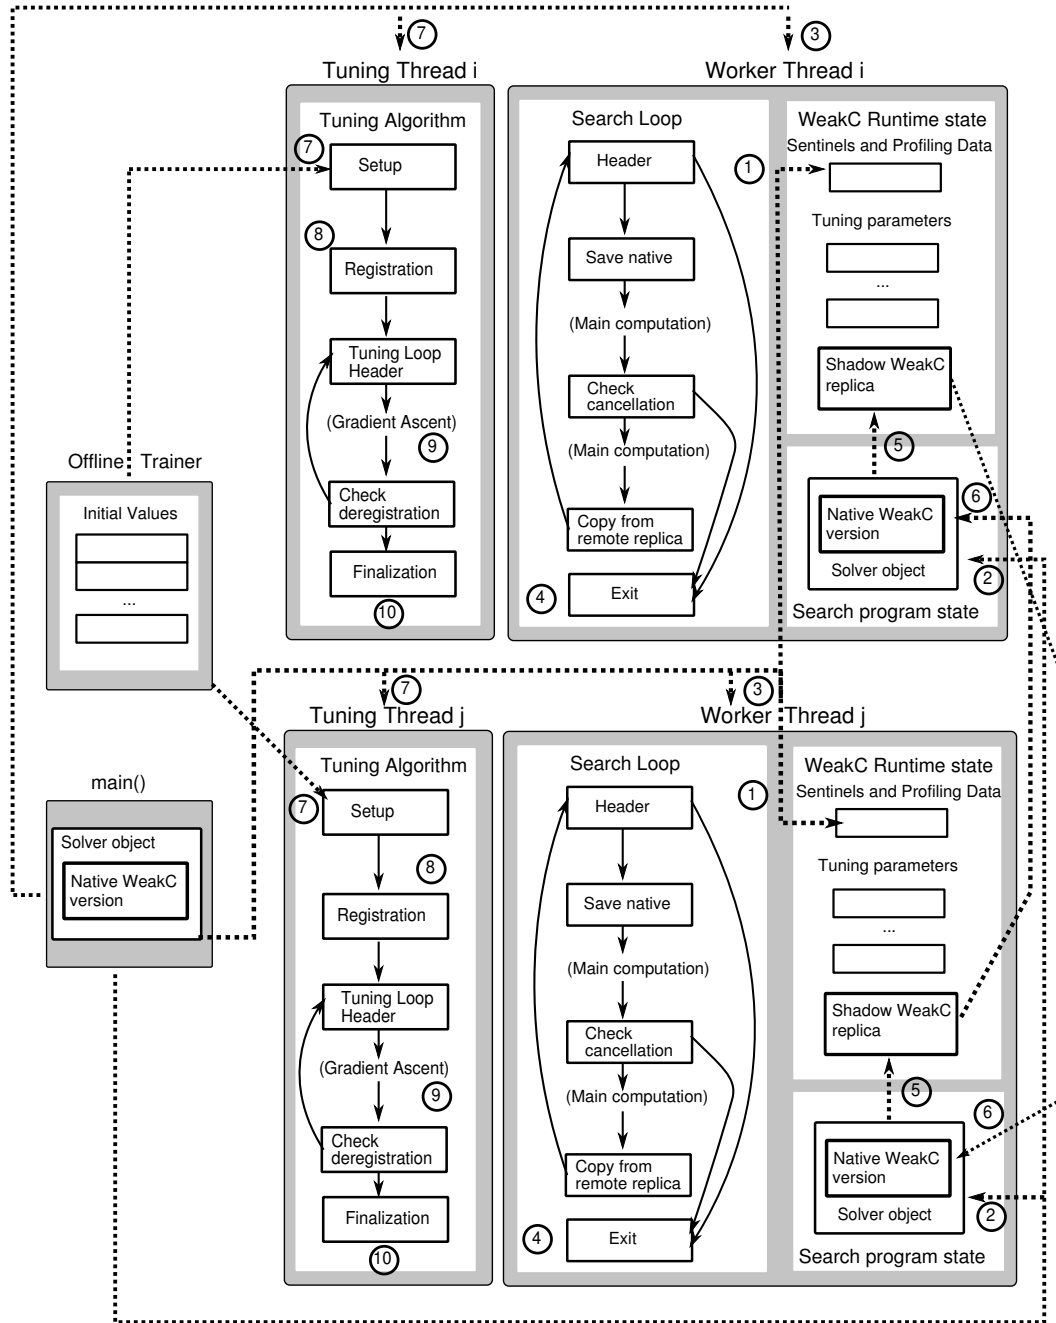 7
3
Tuning Thread i
Worker Thread i
Tuning Algorithm
7
Setup
8
Registration
Tuning Loop
Header
(Gradient Ascent)
9
Check
deregistration
Finalization
10
Search Loop
Header
Save native
(Main computation)
Check
cancellation
(Main computation)
Copy from
remote replica
4
Exit
WeakC Runtime state
Sentinels and Profiling Data
1
Tuning parameters
...
Shadow WeakC
replica
5
6
Native WeakC
version
Solver object
2
Search program state
Offline Trainer
Initial Values
...
main()
Solver object
Native WeakC
version
7
3
Tuning Thread j
Worker Thread j
Tuning Algorithm
7
Setup
8
Registration
Tuning Loop
Header
(Gradient Ascent)
9
Check
deregistration
Finalization
10
Search Loop
Header
Save native
(Main computation)
Check
cancellation
(Main computation)
Copy from
remote replica
4
Exit
WeakC Runtime state
Sentinels and Profiling Data
1
Tuning parameters
...
Shadow WeakC
replica
5
6
Native WeakC
version
Solver object
2
Search program state